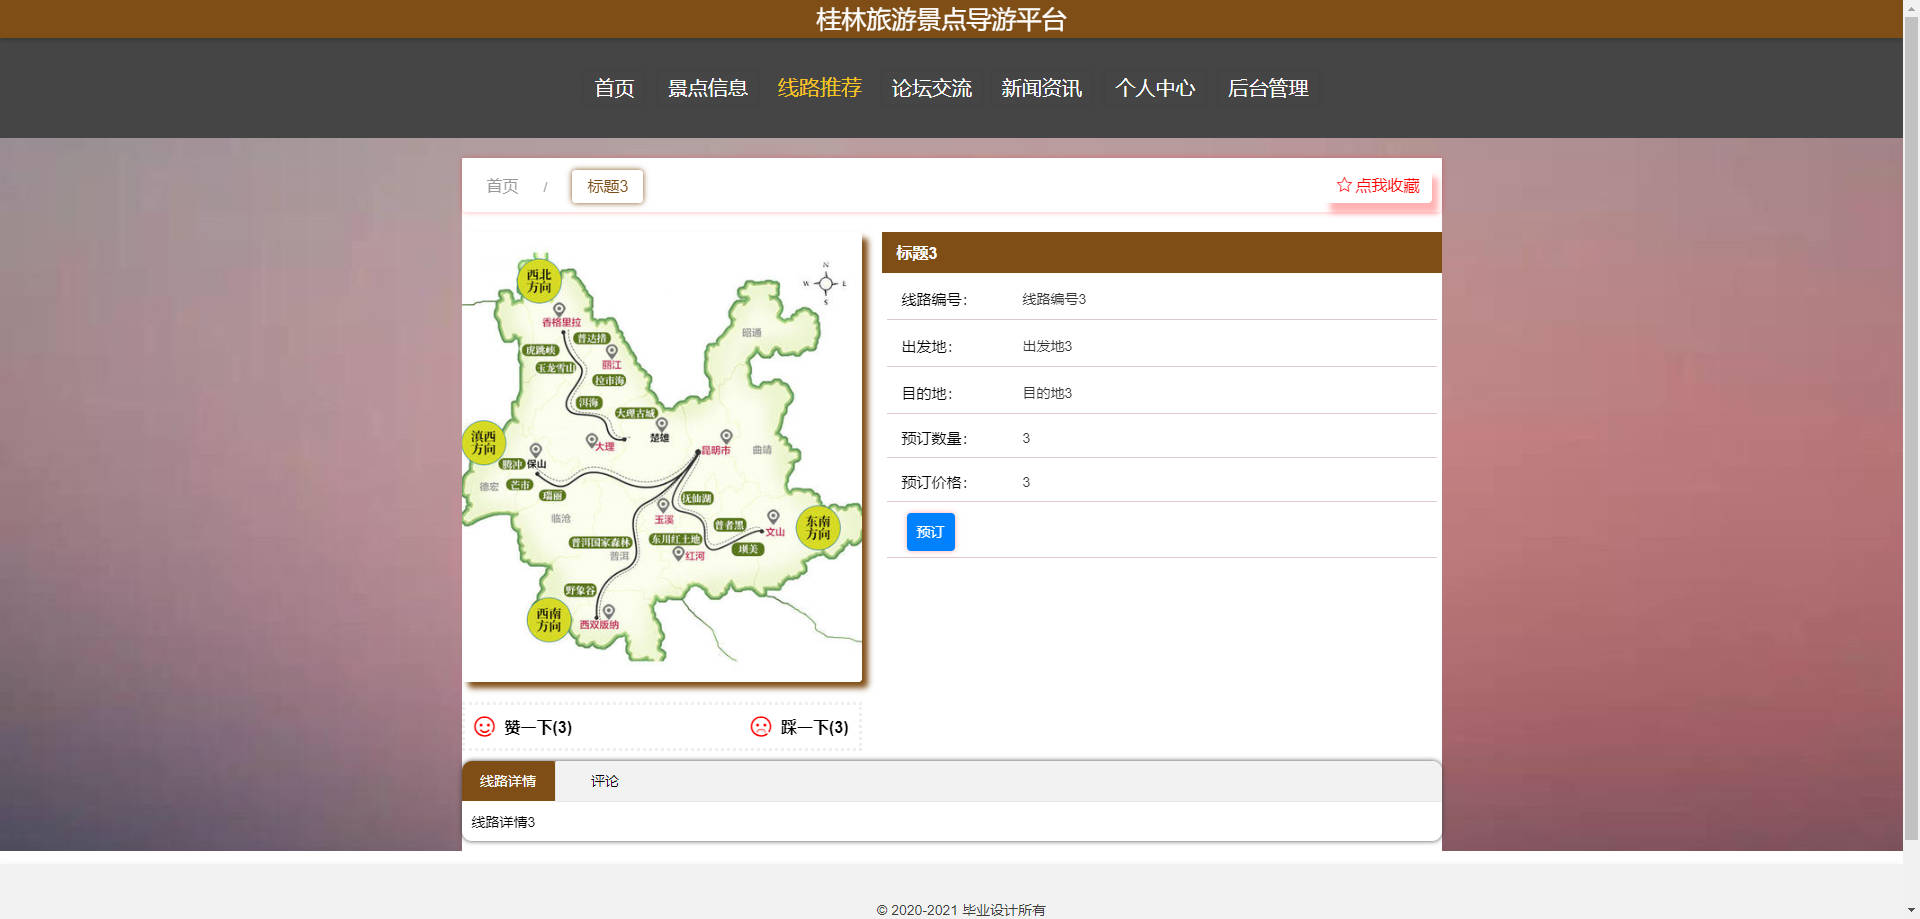 桂林旅游景点导游平台
首页 景点信息 线路推荐 论坛交流 新闻资讯 个人中心 后台管理
首页 / 标题3
点我收藏
西北
方向
N
W E
S
香格里拉
昭通
普达措
虎跳峡
丽江
玉龙雪山
拉市海
洱海
大理古城
滇西
方向
大理
楚雄
昆明市
曲靖
腾冲
保山
德宏
芒市
瑞丽
抚仙湖
临沧
玉溪
普者黑
文山
东南
方向
普洱国家森林
东川红土地
坝美
普洱
红河
野象谷
西南
方向
西双版纳
标题3
线路编号： 线路编号3
出发地： 出发地3
目的地： 目的地3
预订数量： 3
预订价格： 3
预订
赞一下(3)
踩一下(3)
线路详情 评论
线路详情3
© 2020-2021 毕业设计所有